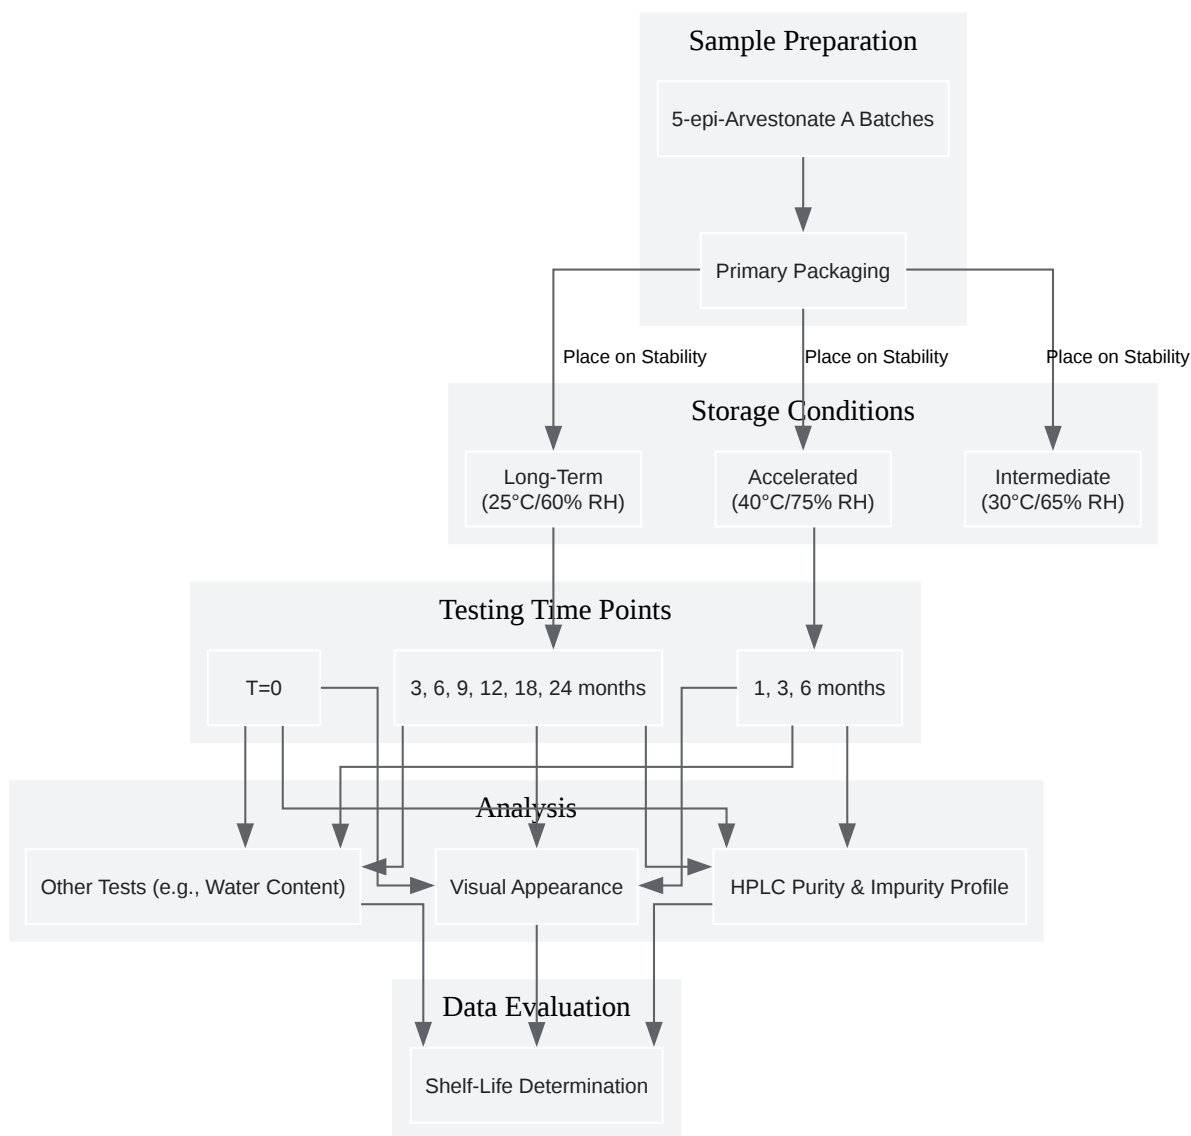 Sample Preparation
5-epi-Arvestonate A Batches
Primary Packaging
Place on Stability
Place on Stability
Place on Stability
Storage Conditions
Long-Term
(25°C/60% RH)
Accelerated
(40°C/75% RH)
Intermediate
(30°C/65% RH)
Testing Time Points
T=0
3, 6, 9, 12, 18, 24 months
1, 3, 6 months
Analysis
Other Tests (e.g., Water Content)
Visual Appearance
HPLC Purity & Impurity Profile
Data Evaluation
Shelf-Life Determination